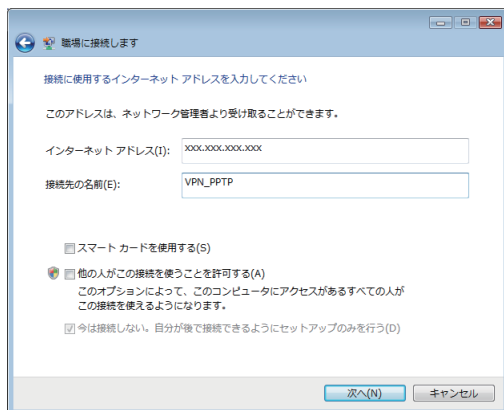 職場に接続します
接続に使用するインターネット アドレスを入力してください
このアドレスは、ネットワーク管理者より受け取ることができます。
インターネット アドレス(I): xxx.xxx.xxx.xxx
接続先の名前(E): VPN_PPTP
スマート カードを使用する(S)
他の人がこの接続を使うことを許可する(A)
このオプションによって、このコンピュータにアクセスがあるすべての人が
この接続を使えるようになります。
今は接続しない。自分が後で接続できるようにセットアップのみを行う(D)
次へ(N) キャンセル